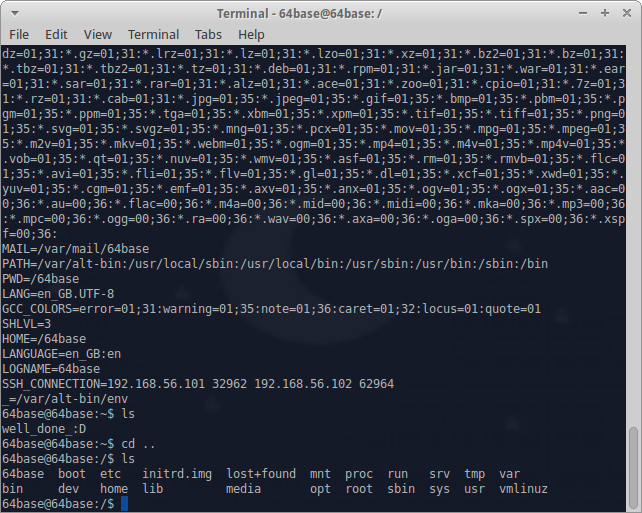 Terminal - 64base@64base: /
File Edit View Terminal Tabs Help
dz=01;31:*.gz=01;31:*.lrz=01;31:*.lz=01;31:*.lzo=01;31:*.xz=01;31:*.bz2=01;31:*.bz=01;31:
*.tbz=01;31:*.tbz2=01;31:*.tz=01;31:*.deb=01;31:*.rpm=01;31:*.jar=01;31:*.war=01;31:*.ear
=01;31:*.sar=01;31:*.rar=01;31:*.alz=01;31:*.ace=01;31:*.zoo=01;31:*.cpio=01;31:*.7z=01;3
1:*.rz=01;31:*.cab=01;31:*.jpg=01;35:*.jpeg=01;35:*.gif=01;35:*.bmp=01;35:*.pbm=01;35:*.p
gm=01;35:*.ppm=01;35:*.tga=01;35:*.xbm=01;35:*.xpm=01;35:*.tif=01;35:*.tiff=01;35:*.png=0
1;35:*.svg=01;35:*.svgz=01;35:*.mng=01;35:*.pcx=01;35:*.mov=01;35:*.mpg=01;35:*.mpeg=01;3
5:*.m2v=01;35:*.mkv=01;35:*.webm=01;35:*.ogm=01;35:*.mp4=01;35:*.m4v=01;35:*.mp4v=01;35:*
.vob=01;35:*.qt=01;35:*.nuv=01;35:*.wmv=01;35:*.asf=01;35:*.rm=01;35:*.rmvb=01;35:*.flc=0
1;35:*.avi=01;35:*.fli=01;35:*.flv=01;35:*.gl=01;35:*.dl=01;35:*.xcf=01;35:*.xwd=01;35:*.
yuv=01;35:*.cgm=01;35:*.emf=01;35:*.axv=01;35:*.anx=01;35:*.ogv=01;35:*.ogx=01;35:*.aac=0
0;36:*.au=00;36:*.flac=00;36:*.m4a=00;36:*.mid=00;36:*.midi=00;36:*.mka=00;36:*.mp3=00;36
:*.mpc=00;36:*.ogg=00;36:*.ra=00;36:*.wav=00;36:*.axa=00;36:*.oga=00;36:*.spx=00;36:*.xsp
f=00;36:
MAIL=/var/mail/64base
PATH=/var/alt-bin:/usr/local/sbin:/usr/local/bin:/usr/sbin:/usr/bin:/sbin:/bin
PWD=/64base
LANG=en_GB.UTF-8
GCC_COLORS=error=01;31:warning=01;35:note=01;36:caret=01;32:locus=01:quote=01
SHLVL=3
HOME=/64base
LANGUAGE=en_GB:en
LOGNAME=64base
SSH_CONNECTION=192.168.56.101 32962 192.168.56.102 62964
_=/var/alt-bin/env
64base@64base:~$ ls
well_done_:D
64base@64base:~$ cd ..
64base@64base:/$ ls
64base boot etc initrd.img lost+found mnt proc run srv tmp var
bin dev home lib media opt root sbin sys usr vmlinuz
64base@64base:/$